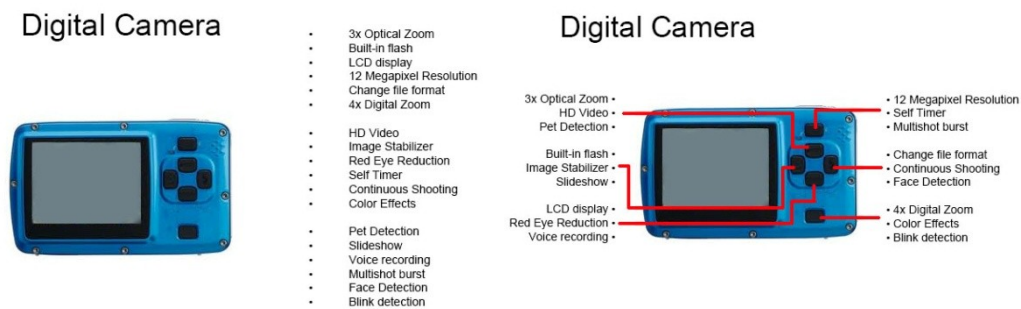 Digital Camera
• 3x Optical Zoom
• Built-in flash
• LCD display
• 12 Megapixel Resolution
• Change file format
• 4x Digital Zoom
• HD Video
• Image Stabilizer
• Red Eye Reduction
• Self Timer
• Continuous Shooting
• Color Effects
• Pet Detection
• Slideshow
• Voice recording
• Multishot burst
• Face Detection
• Blink detection
Digital Camera
3x Optical Zoom •
HD Video •
Pet Detection •
Built-in flash •
Image Stabilizer •
Slideshow •
LCD display •
Red Eye Reduction •
Voice recording •
• 12 Megapixel Resolution
• Self Timer
• Multishot burst
• Change file format
• Continuous Shooting
• Face Detection
• 4x Digital Zoom
• Color Effects
• Blink detection